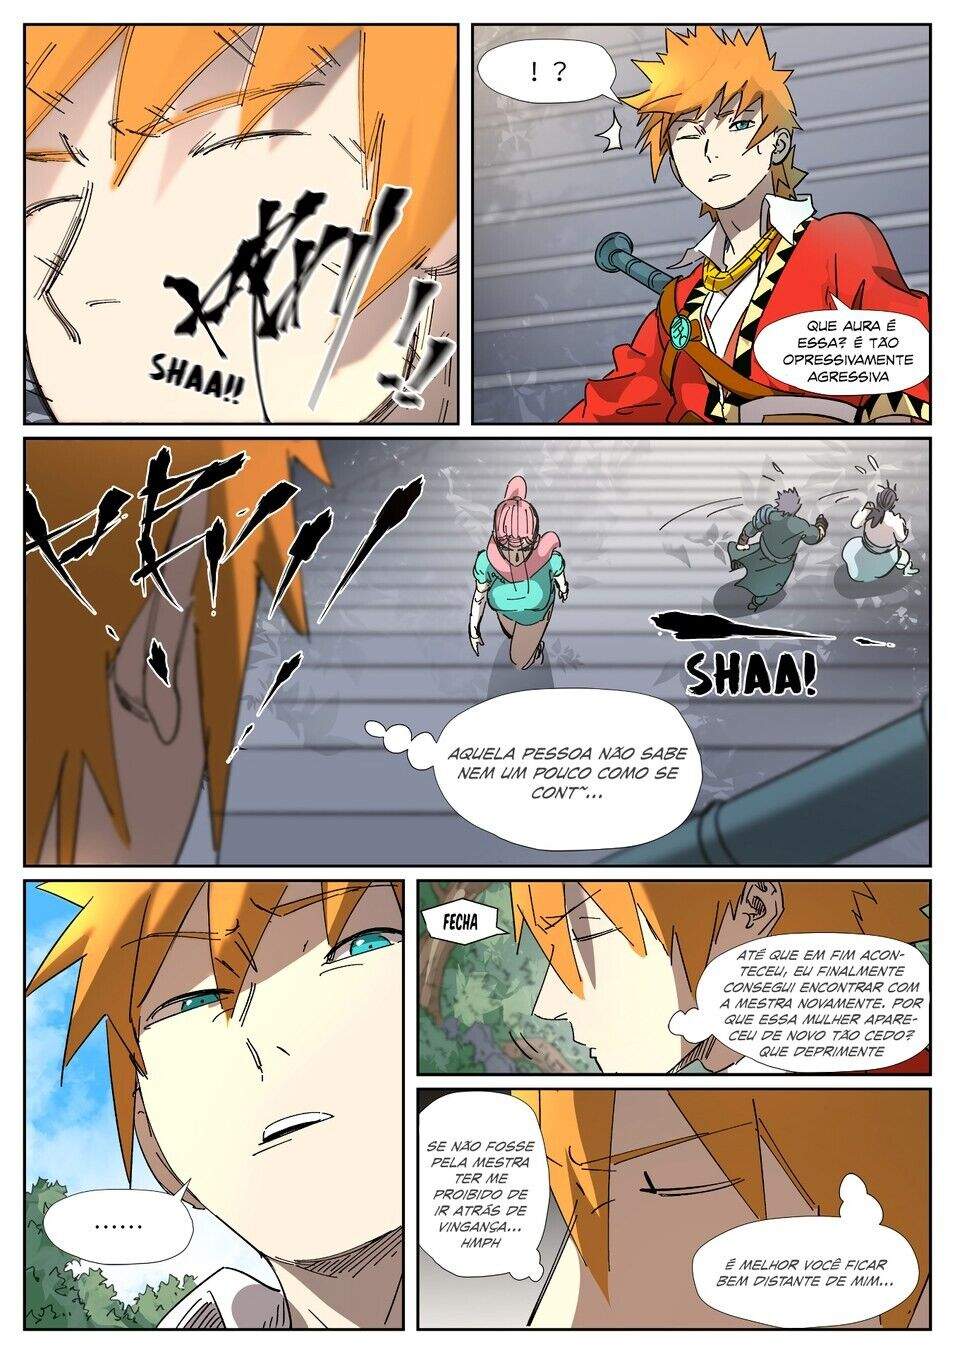 SHAA!!
！？
QUE AURA É
ESSA? É TÃO
OPRESSIVAMENTE
AGRESSIVA
SHAA!
AQUELA PESSOA NÃO SABE
NEM UM POUCO COMO SE
CONT~...
......
FECHA
ATÉ QUE EM FIM ACON-
TECEU; EU FINALMENTE
CONSEGUI ENCONTRAR COM
A MESTRA NOVAMENTE. POR
QUE ESSA MULHER APARE-
CEU DE NOVO TÃO CEDO?
QUE DEPRIMENTE
SE NÃO FOSSE
PELA MESTRA
TER ME
PROIBIDO DE
IR ATRÁS DE
VINGANÇA...
HMPH
É MELHOR VOCÊ FICAR
BEM DISTANTE DE MIM...